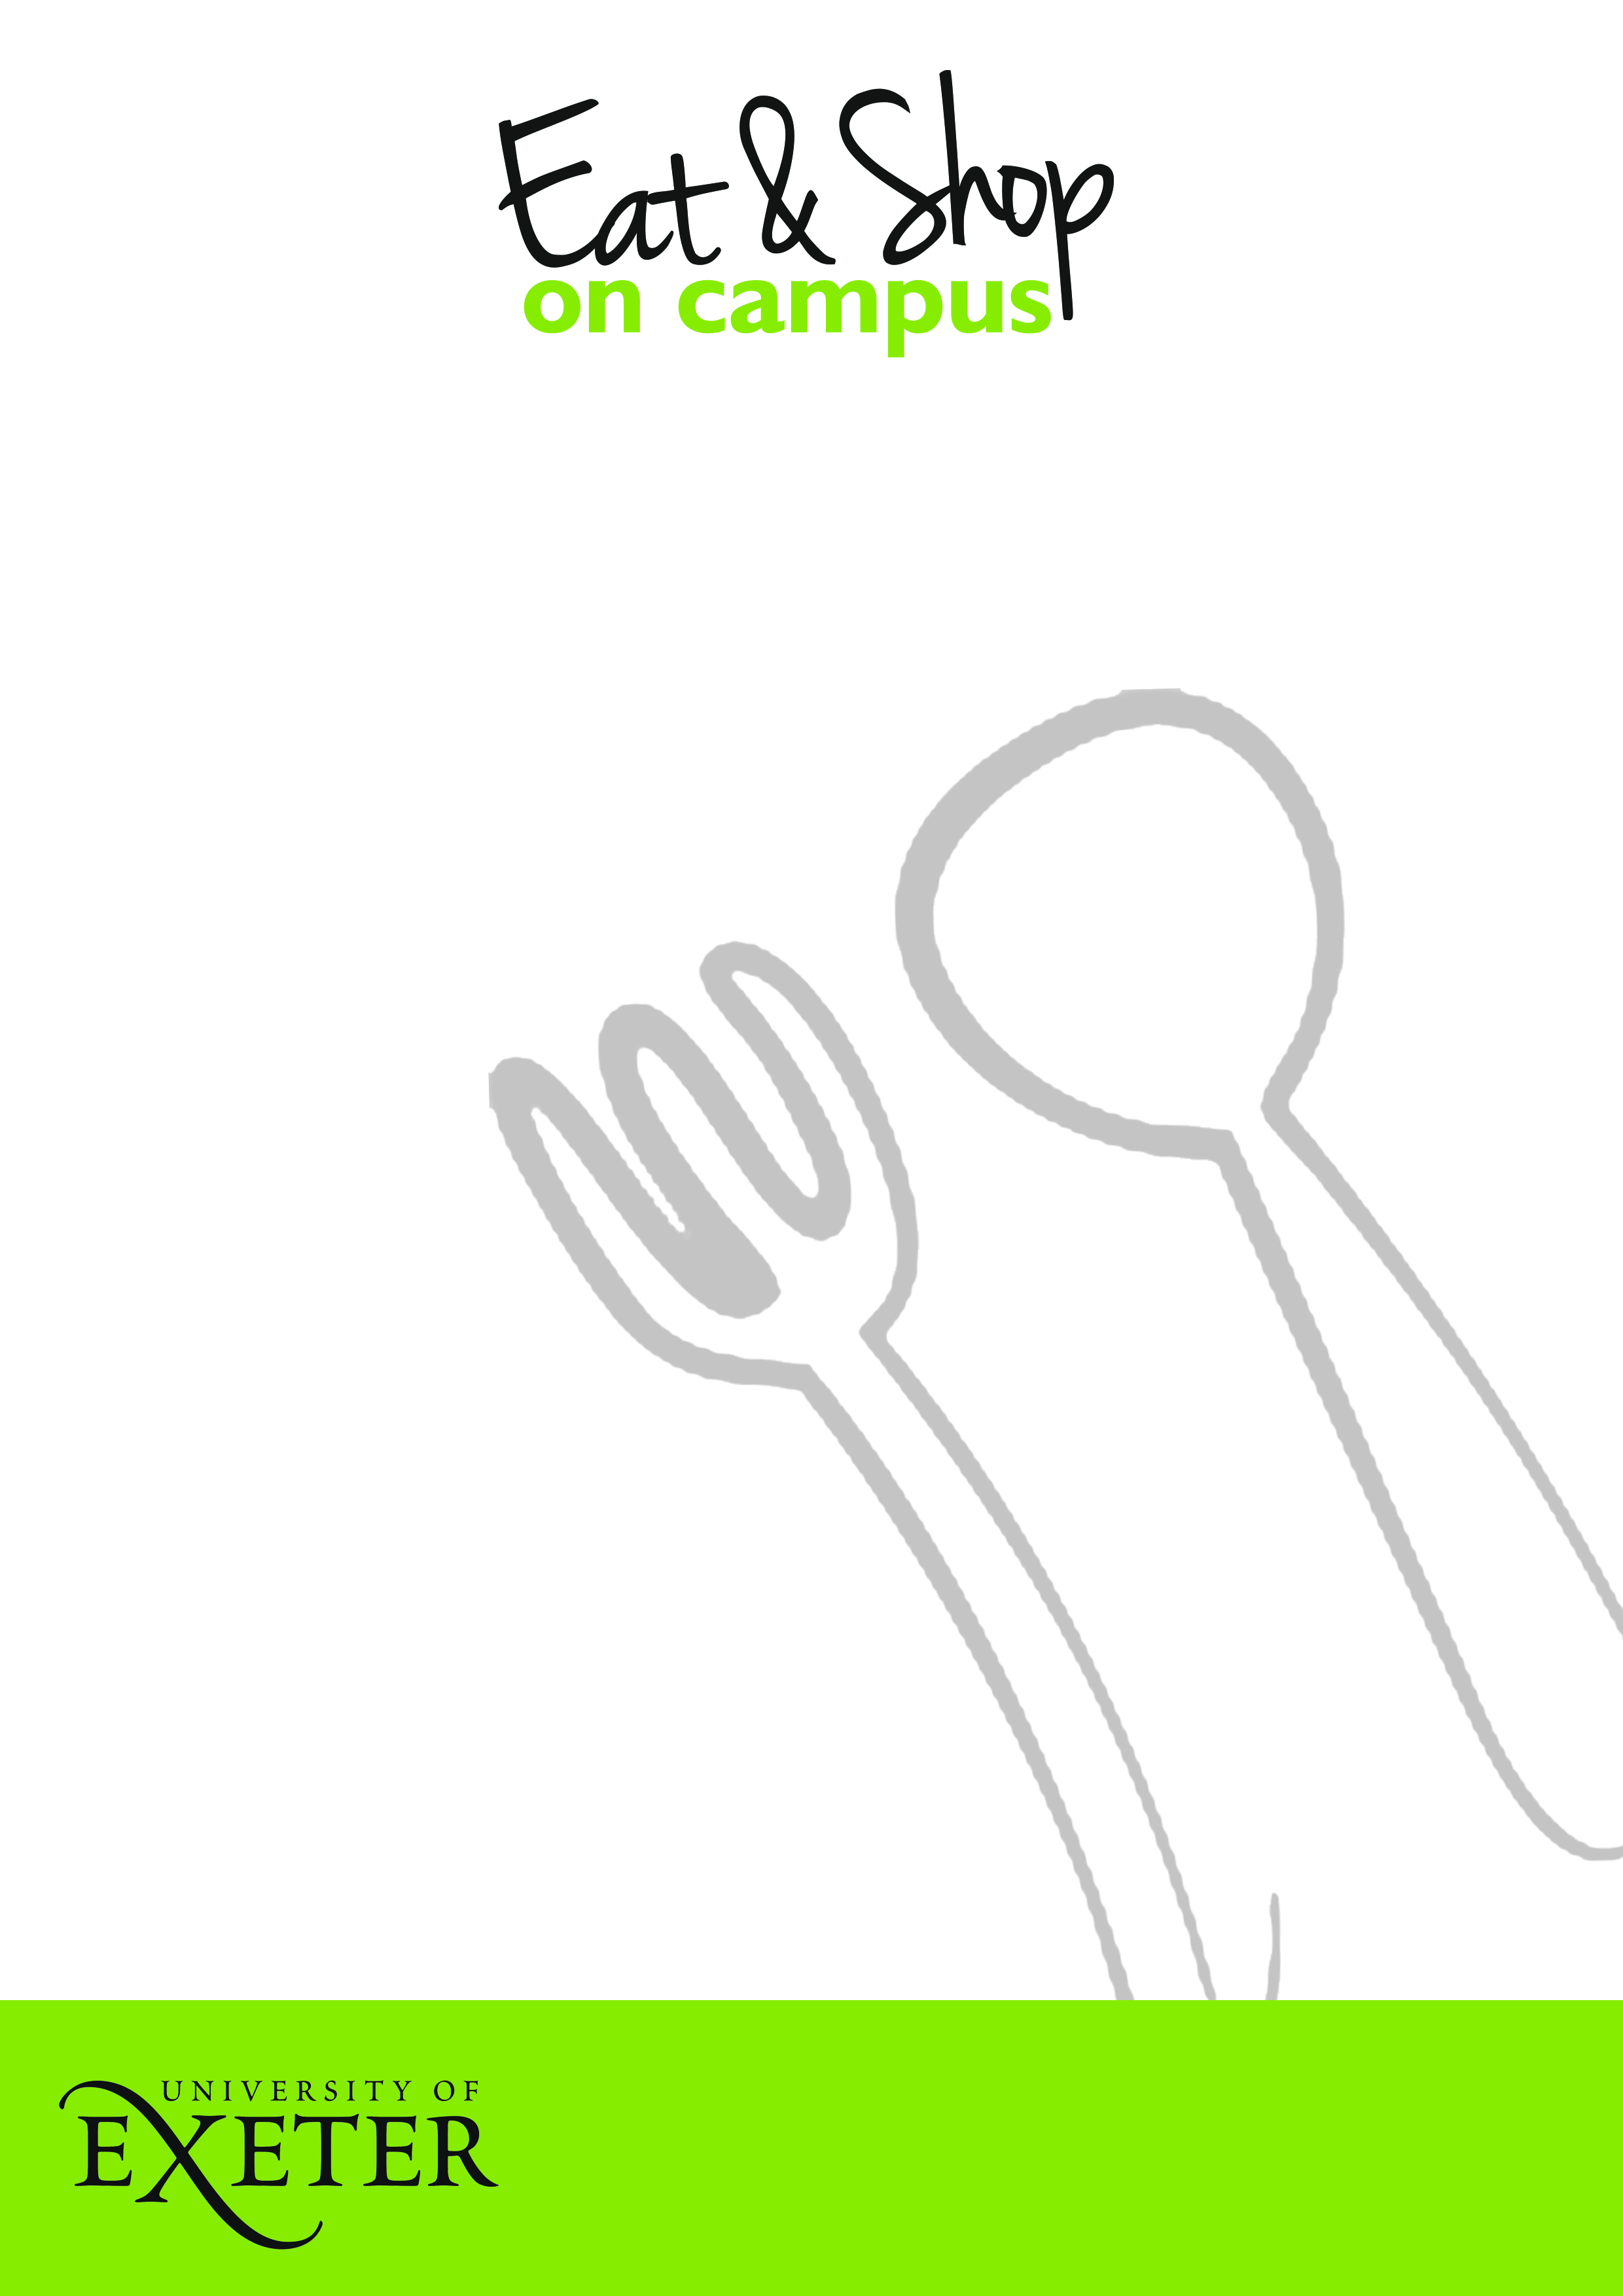 Eat & Shop
on campus
UNIVERSITY OF
EXETER